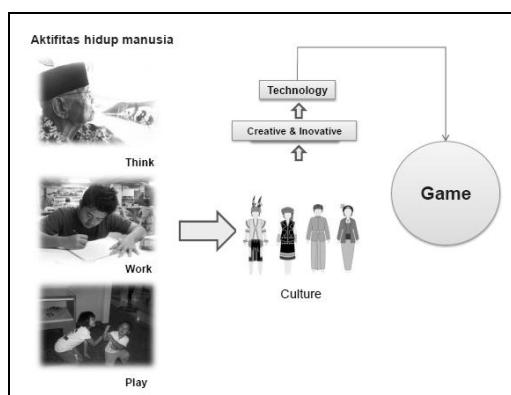 Aktifitas hidup manusia
Think
Work
Play
Technology
Creative & Inovative
Culture
Game